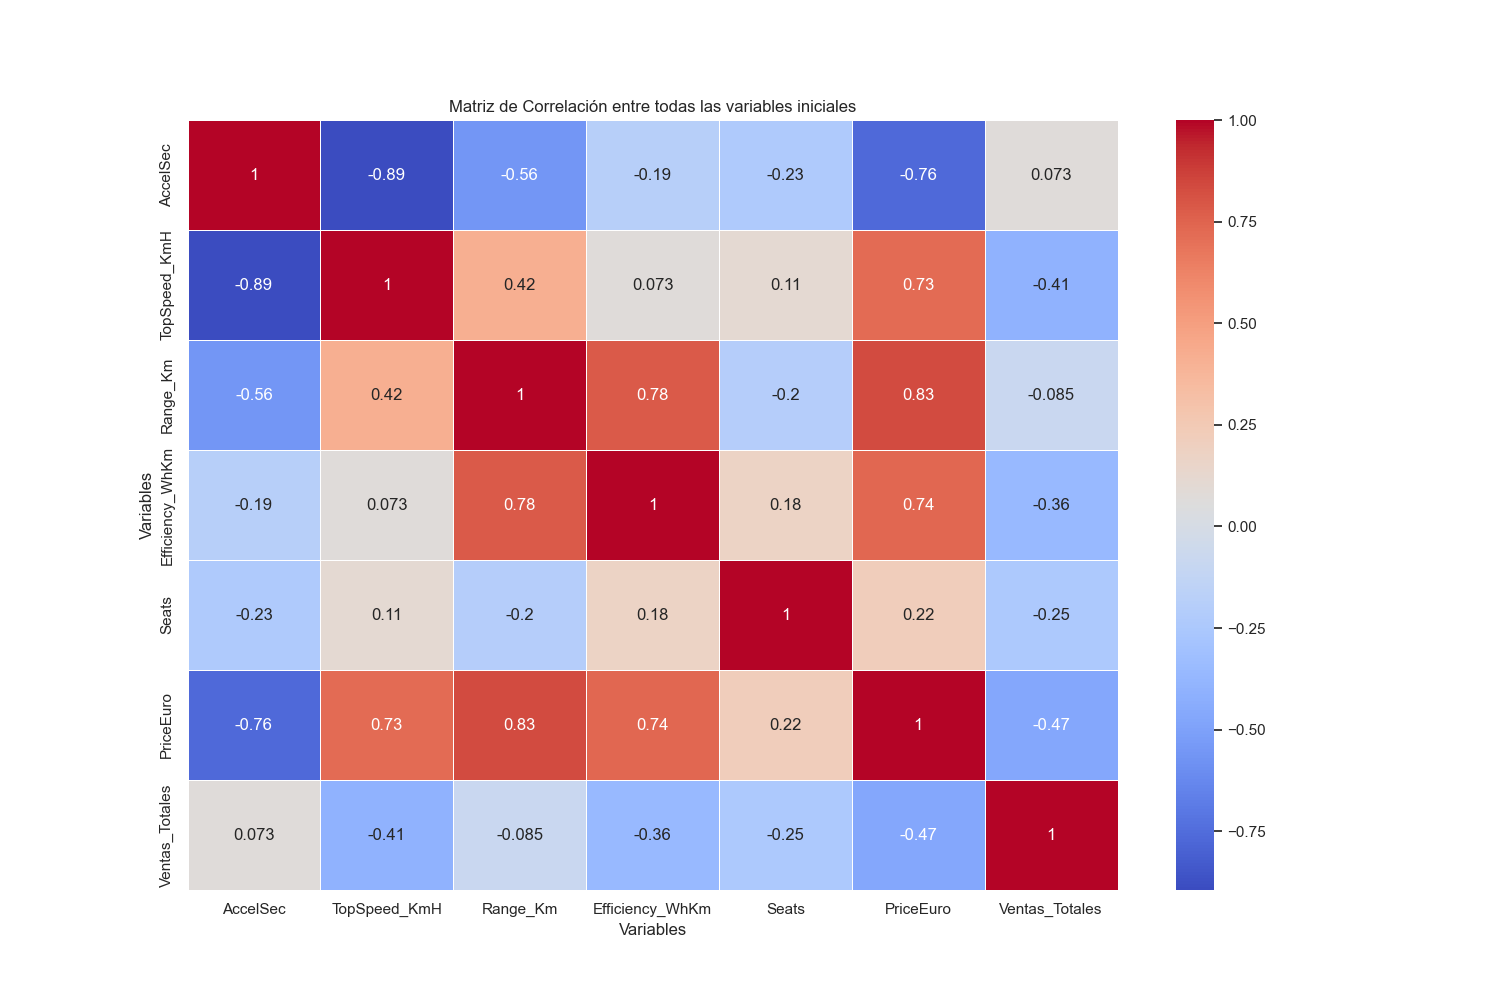 Matriz de Correlación entre todas las variables iniciales
AccelSec 1 -0.89 -0.56 -0.19 -0.23 -0.76 0.073
TopSpeed_KmH -0.89 1 0.42 0.073 0.11 0.73 -0.41
Range_Km -0.56 0.42 1 0.78 -0.2 0.83 -0.085
Efficiency_WhKm -0.19 0.073 0.78 1 0.18 0.74 -0.36
Seats -0.23 0.11 -0.2 0.18 1 0.22 -0.25
PriceEuro -0.76 0.73 0.83 0.74 0.22 1 -0.47
Ventas_Totales 0.073 -0.41 -0.085 -0.36 -0.25 -0.47 1
Variables
AccelSec TopSpeed_KmH Range_Km Efficiency_WhKm Seats PriceEuro Ventas_Totales
Variables
1.00
0.75
0.50
0.25
0.00
−0.25
−0.50
−0.75